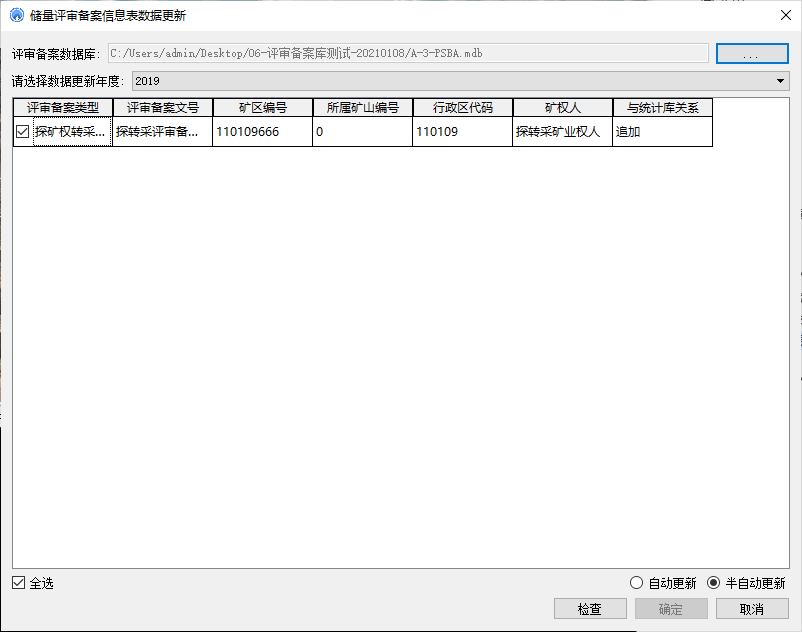 储量评审备案信息表数据更新
评审备案数据库: C:/Users/admin/Desktop/06-评审备案库测试-20210108/A-3-PSBA.mdb ...
请选择数据更新年度: 2019
评审备案类型 评审备案文号 矿区编号 所属矿山编号 行政区代码 矿权人 与统计库关系
探矿权转采... 探转采评审备... 110109666 0 110109 探转采矿业权人 追加
全选 自动更新 半自动更新
检查 确定 取消